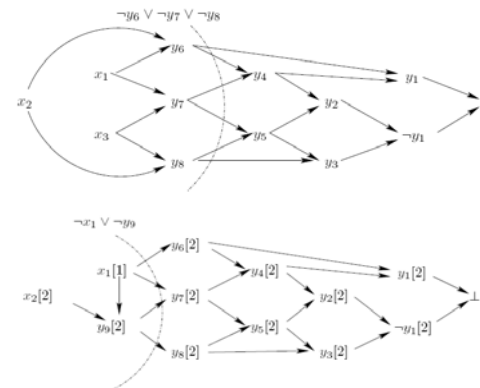 ¬y₆ ∨ ¬y₇ ∨ ¬y₈
y₆
x₁ y₄ y₁
x₂ y₇ y₂
x₃ y₅ ¬y₁
y₈ y₃
¬x₁ ∨ ¬y₉
y₆[2]
x₁[1] y₄[2] y₁[2]
x₂[2] y₇[2] y₂[2] ⊥
y₉[2] y₅[2] ¬y₁[2]
y₈[2] y₃[2]